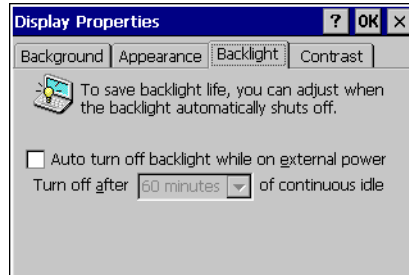 Display Properties ? OK ×
Background Appearance Backlight Contrast
To save backlight life, you can adjust when
the backlight automatically shuts off.
Auto turn off backlight while on external power
Turn off after 60 minutes of continuous idle